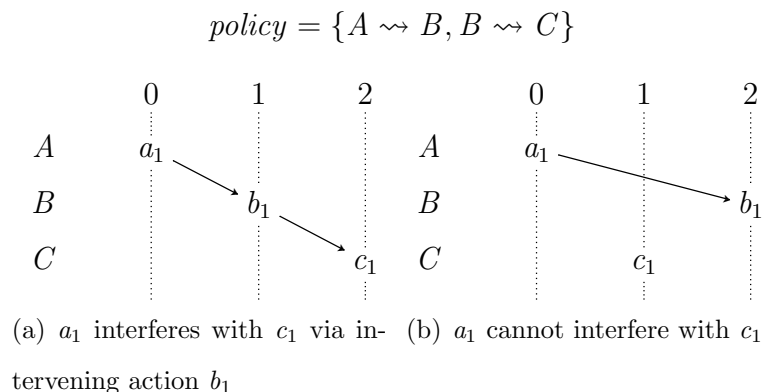 policy = {A ⇝ B, B ⇝ C}
0 1 2 0 1 2
A a₁ A a₁
B b₁ B b₁
C c₁ C c₁
(a) a₁ interferes with c₁ via in- (b) a₁ cannot interfere with c₁
tervening action b₁